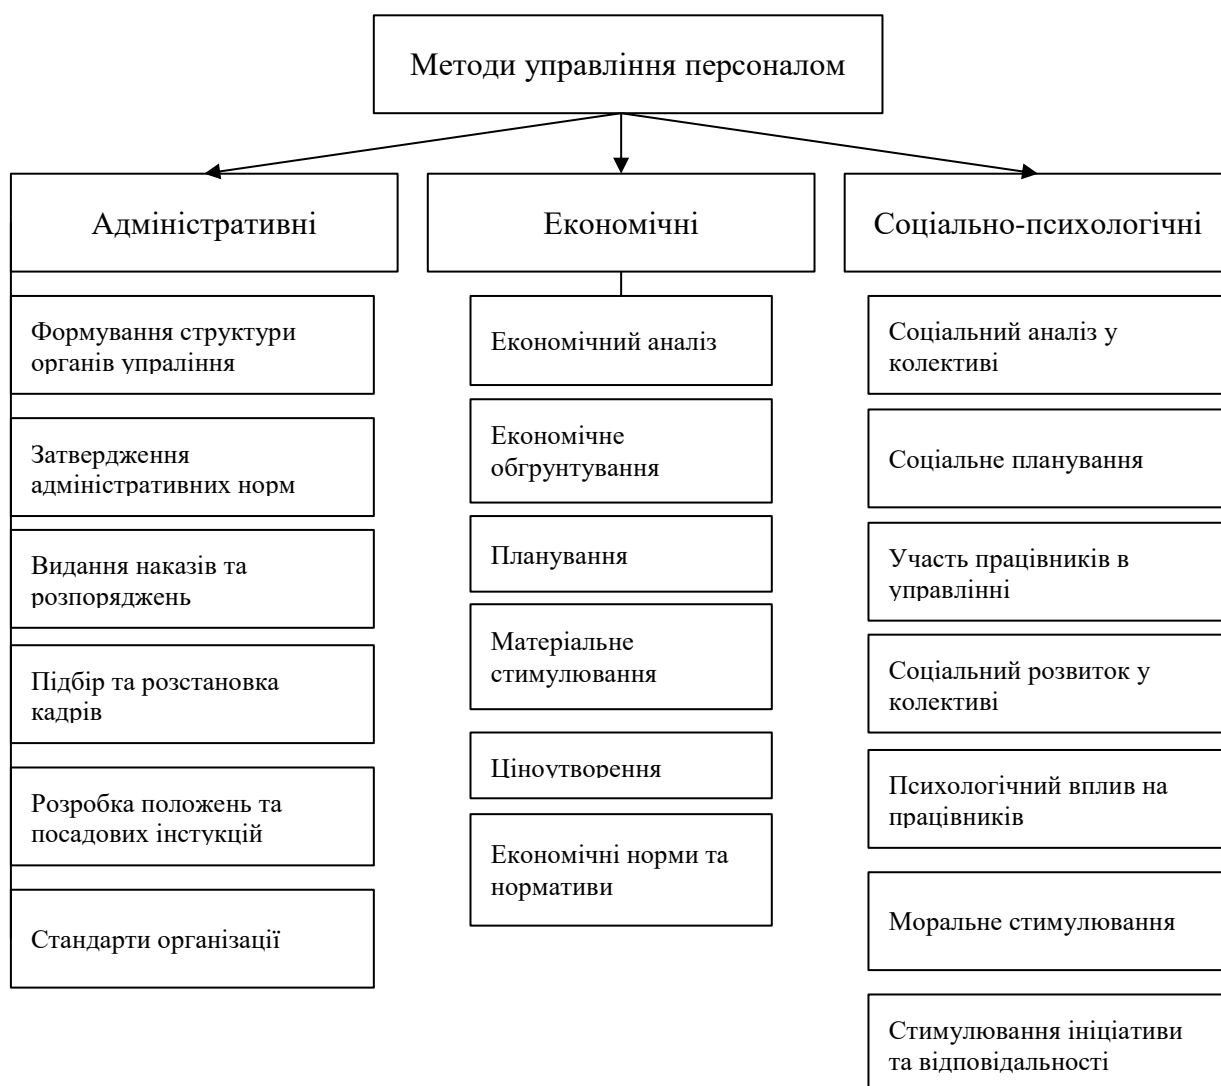 Методи управління персоналом
Адміністративні
Економічні
Соціально-психологічні
Формування структури
органів упраління
Затвердження
адміністративних норм
Видання наказів та
розпоряджень
Підбір та розстановка
кадрів
Розробка положень та
посадових інстукцій
Стандарти організації
Економічний аналіз
Економічне
обгрунтування
Планування
Матеріальне
стимулювання
Ціноутворення
Економічні норми та
нормативи
Соціальний аналіз у
колективі
Соціальне планування
Участь працівників в
управлінні
Соціальний розвиток у
колективі
Психологічний вплив на
працівників
Моральне стимулювання
Стимулювання ініціативи
та відповідальності